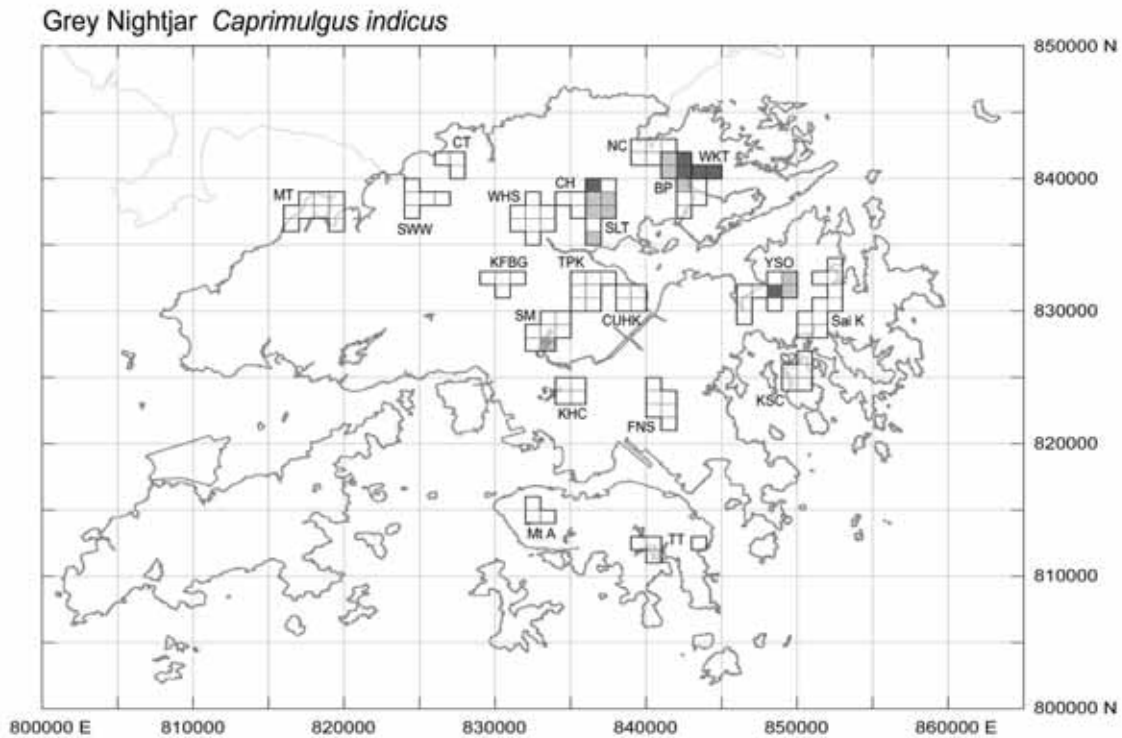 Grey Nightjar Caprimulgus indicus
850000 N
CT
NC
WKT
MT
WHS
CH
BP
840000
SWW
SLT
KFBG
TPK
YSO
SM
CUHK
Sai K
830000
KHC
FNS
KSC
820000
Mt A
TT
810000
800000 N
800000 E 810000 820000 830000 840000 850000 860000 E